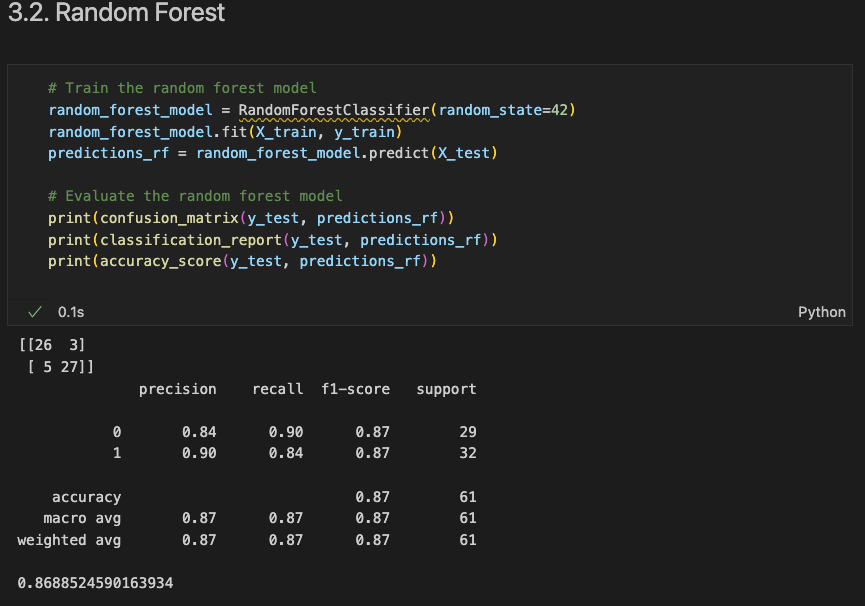 3.2. Random Forest
# Train the random forest model
random_forest_model = RandomForestClassifier(random_state=42)
random_forest_model.fit(X_train, y_train)
predictions_rf = random_forest_model.predict(X_test)
# Evaluate the random forest model
print(confusion_matrix(y_test, predictions_rf))
print(classification_report(y_test, predictions_rf))
print(accuracy_score(y_test, predictions_rf))
✓ 0.1s Python
[[26  3]
 [ 5 27]]
              precision    recall  f1-score   support
           0       0.84      0.90      0.87        29
           1       0.90      0.84      0.87        32
    accuracy                           0.87        61
   macro avg       0.87      0.87      0.87        61
weighted avg       0.87      0.87      0.87        61
0.8688524590163934